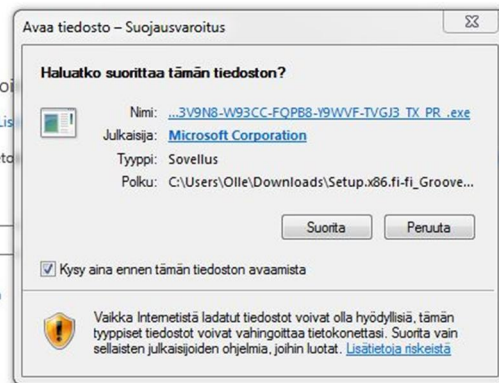 Avaa tiedosto – Suojausvaroitus
Haluatko suorittaa tämän tiedoston?
Nimi: ...3V9N8-W93CC-FQPB8-Y9WVF-TVGJ3_TX_PR_.exe
Julkaisija: Microsoft Corporation
Tyyppi: Sovellus
Polku: C:\Users\Olle\Downloads\Setup.x86.fi-fi_Groove...
Suorita Peruuta
Kysy aina ennen tämän tiedoston avaamista
Vaikka Internetistä ladatut tiedostot voivat olla hyödyllisiä, tämän
tyyppiset tiedostot voivat vahingoittaa tietokonettasi. Suorita vain
sellaisten julkaisijoiden ohjelmia, joihin luotat. Lisätietoja riskeistä